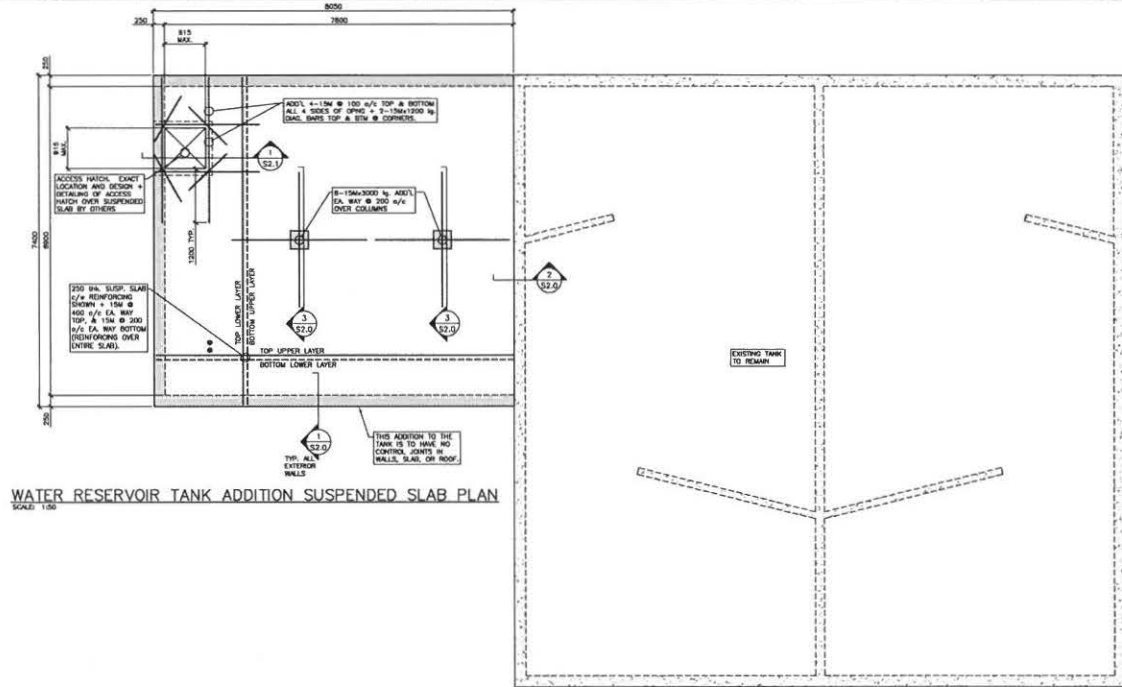 8050
250
7800
815
MAX.
250
7400
6900
250
815
MAX.
1200 TYP.
ADD'L 4-15M @ 100 o/c TOP & BOTTOM
ALL 4 SIDES OF OPNG + 2-15Mx1200 lg.
DIAG. BARS TOP & BTM @ CORNERS.
1
S2.1
ACCESS HATCH. EXACT
LOCATION AND DESIGN +
DETAILING OF ACCESS
HATCH OVER SUSPENDED
SLAB BY OTHERS
8-15Mx3000 lg. ADD'L
EA. WAY @ 200 o/c
OVER COLUMNS
2
S2.0
250 thk. SUSP. SLAB
c/w REINFORCING
SHOWN + 15M @
400 o/c EA. WAY
TOP, & 15M @ 200
o/c EA. WAY BOTTOM
(REINFORCING OVER
ENTIRE SLAB).
TOP LOWER LAYER
BOTTOM UPPER LAYER
3
S2.0
3
S2.0
TOP UPPER LAYER
BOTTOM LOWER LAYER
EXISTING TANK
TO REMAIN
1
S2.0
TYP. ALL
EXTERIOR
WALLS
THIS ADDITION TO THE
TANK IS TO HAVE NO
CONTROL JOINTS IN
WALLS, SLAB, OR ROOF.
WATER RESERVOIR TANK ADDITION SUSPENDED SLAB PLAN
SCALE: 1:50